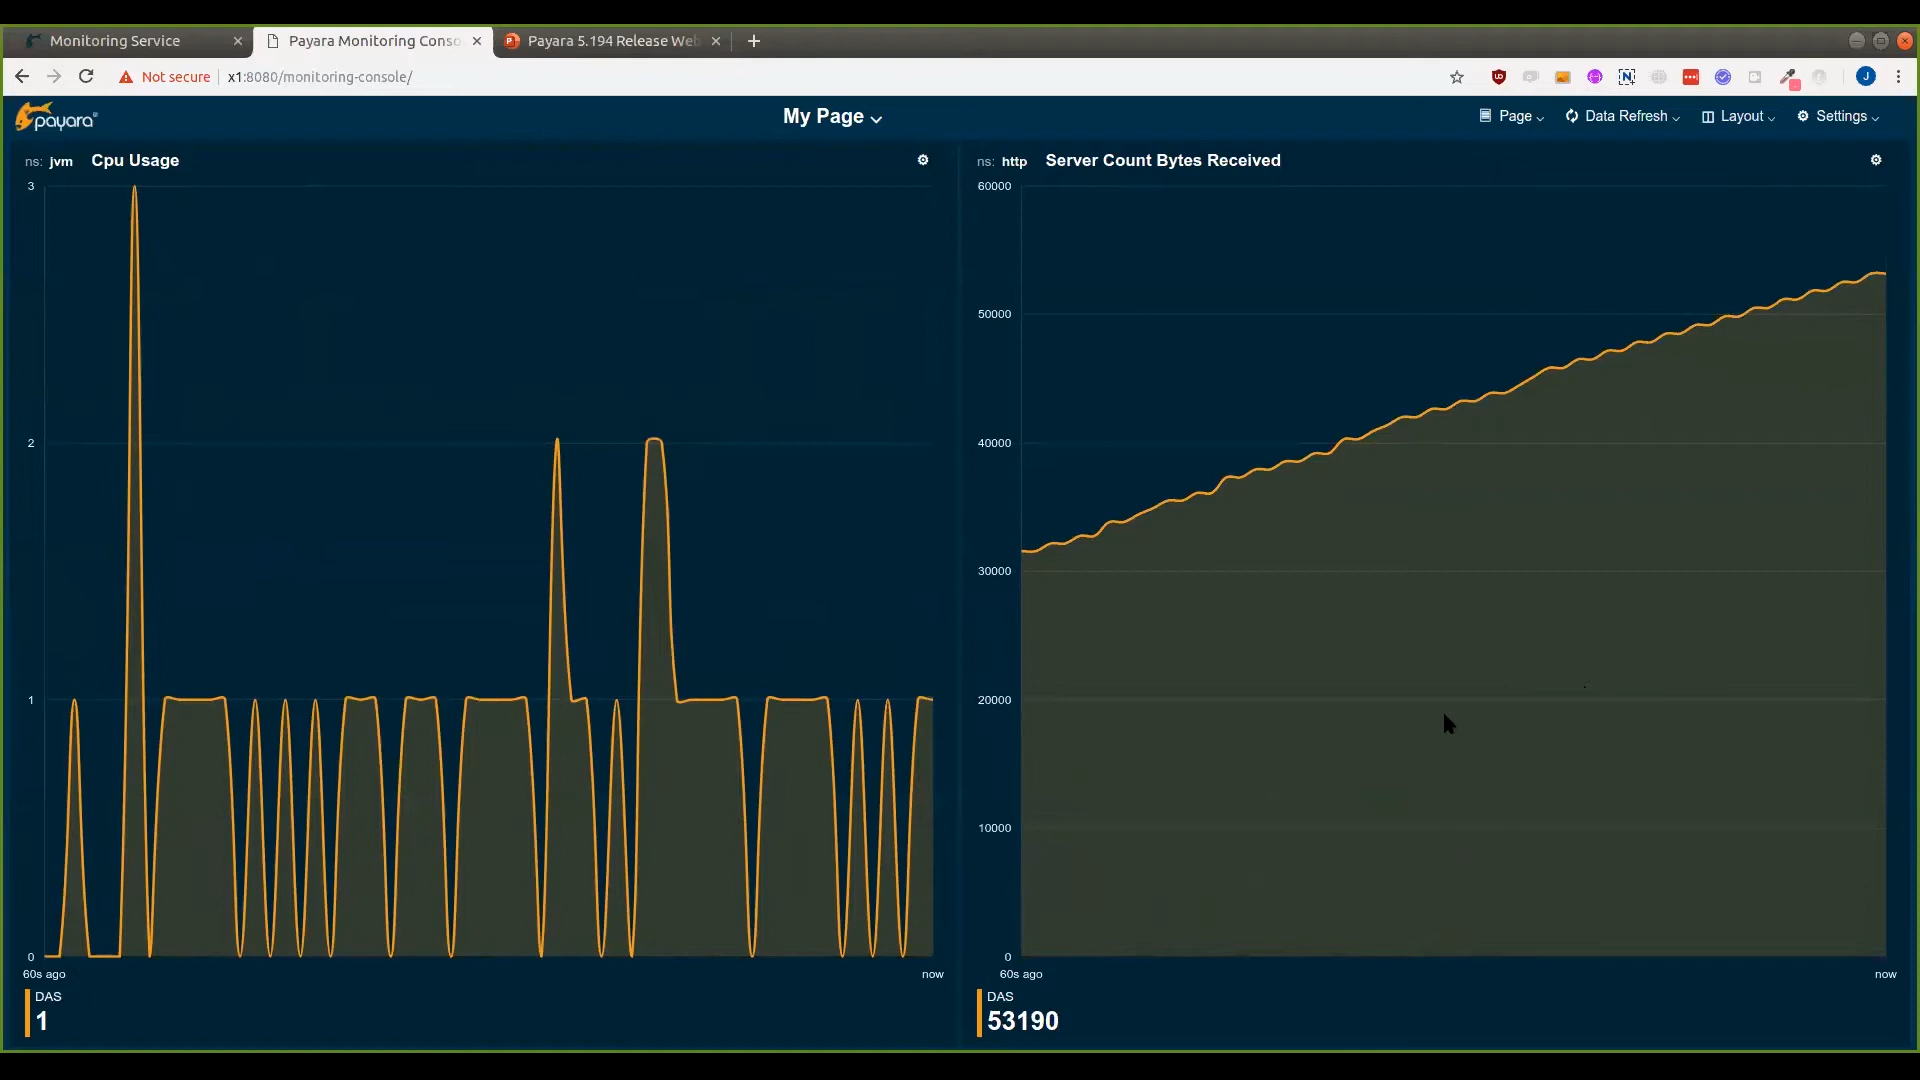 Monitoring Service
Payara Monitoring Conso
Payara 5.194 Release Web
Not secure
x1:8080/monitoring-console/
J
payara
My Page
Page
Data Refresh
Layout
Settings
ns: jvm Cpu Usage
3
2
1
0
60s ago
now
DAS
1
ns: http Server Count Bytes Received
60000
50000
40000
30000
20000
10000
0
60s ago
now
DAS
53190